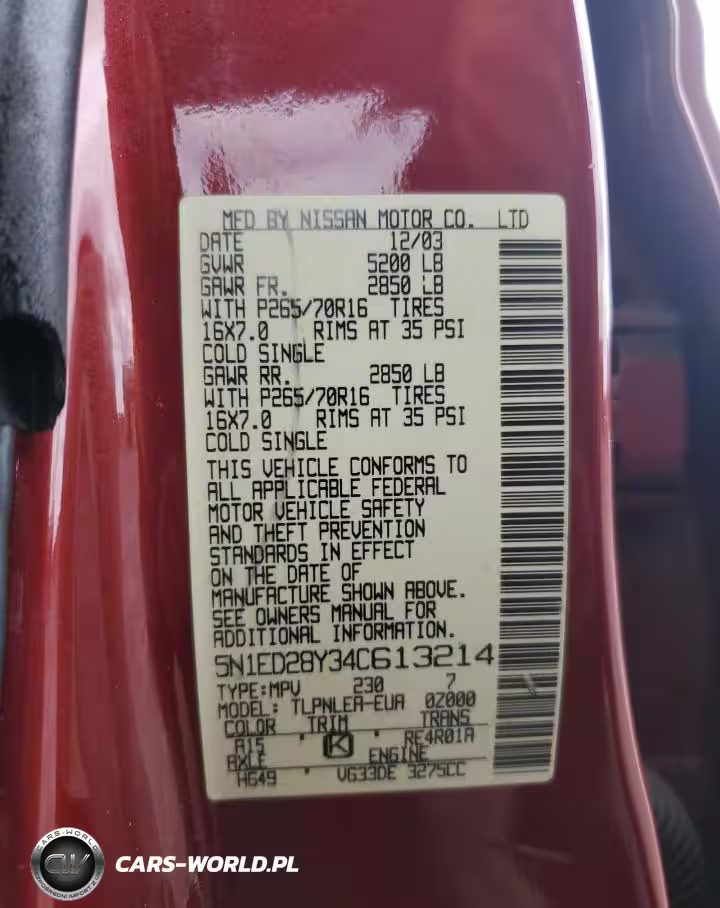 MFD BY NISSAN MOTOR CO. LTD
DATE 12/03
GVWR 5200 LB
GAWR FR. 2850 LB
WITH P265/70R16 TIRES
16X7.0 RIMS AT 35 PSI
COLD SINGLE
GAWR RR. 2850 LB
WITH P265/70R16 TIRES
16X7.0 RIMS AT 35 PSI
COLD SINGLE
THIS VEHICLE CONFORMS TO
ALL APPLICABLE FEDERAL
MOTOR VEHICLE SAFETY
AND THEFT PREVENTION
STANDARDS IN EFFECT
ON THE DATE OF
MANUFACTURE SHOWN ABOVE.
SEE OWNERS MANUAL FOR
ADDITIONAL INFORMATION.
5N1ED28Y34C613214
TYPE:MPV 230 7
MODEL: TLPNLEA-EUA 0Z000
COLOR TRIM TRANS
A15 K RE4R01A
AXLE ENGINE
HG49 VG33DE 3275CC
CARS-WORLD
CW
CARS-WORLD.PL